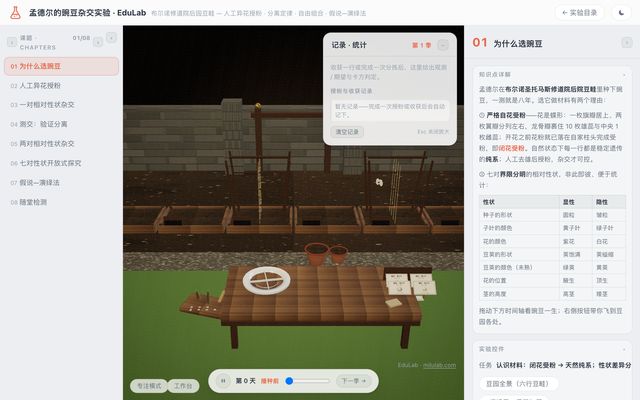 孟德尔的豌豆杂交实验 · EduLab
布尔诺修道院后园豆畦 — 人工异花授粉 · 分离定律 · 自由组合 · 假说—演绎法
← 实验目录
课题 ·
CHAPTERS
01/08
01 为什么选豌豆
02 人工异花授粉
03 一对相对性状杂交
04 测交：验证分离
05 两对相对性状杂交
06 七对性状开放式探究
07 假说—演绎法
08 随堂检测
记录 · 统计
第 1 季
收获一行或完成一次分拣后，这里给出观测
/ 期望与卡方判定。
授粉与收获记录
暂无记录——完成一次授粉或收获后会自动
记下。
清空记录
Esc 关闭放大
EduLab · milulab.com
专注模式
工作台
第 0 天
接种前
下一季 →
01 为什么选豌豆
知识点详解
孟德尔在布尔诺圣托马斯修道院后园豆畦里种下豌
豆，一测就是八年。选它做材料有两个理由：
① 严格自花授粉——花是蝶形：一枚旗瓣居上、两
枚翼瓣分列左右、龙骨瓣裹住 10 枚雄蕊与中央 1
枚雌蕊；开花之前花粉就已落在自家柱头完成受
粉，即闭花受粉。自然状态下每一行都是稳定遗传
的纯系；人工去雄后授粉，杂交才可控。
② 七对界限分明的相对性状，非此即彼、便于统
计：
性状 显性 隐性
种子的形状 圆粒 皱粒
子叶的颜色 黄子叶 绿子叶
花的颜色 紫花 白花
豆荚的形状 荚饱满 荚缢缩
豆荚的颜色（未熟） 绿荚 黄荚
花的位置 腋生 顶生
茎的高度 高茎 矮茎
拖动下方时间轴看豌豆一生；右侧按钮带你飞到豆
园各处。
实验控件
任务 认识材料：闭花受粉 → 天然纯系；性状差异分
豆园全景（六行豆畦）